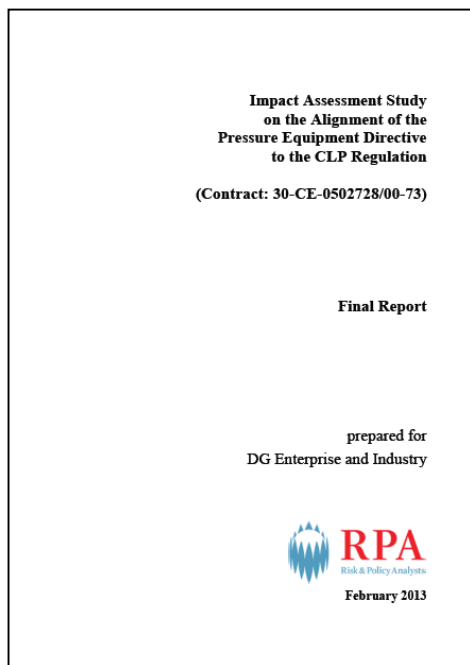 Impact Assessment Study
on the Alignment of the
Pressure Equipment Directive
to the CLP Regulation
(Contract: 30-CE-0502728/00-73)
Final Report
prepared for
DG Enterprise and Industry
RPA
Risk & Policy Analysts
February 2013